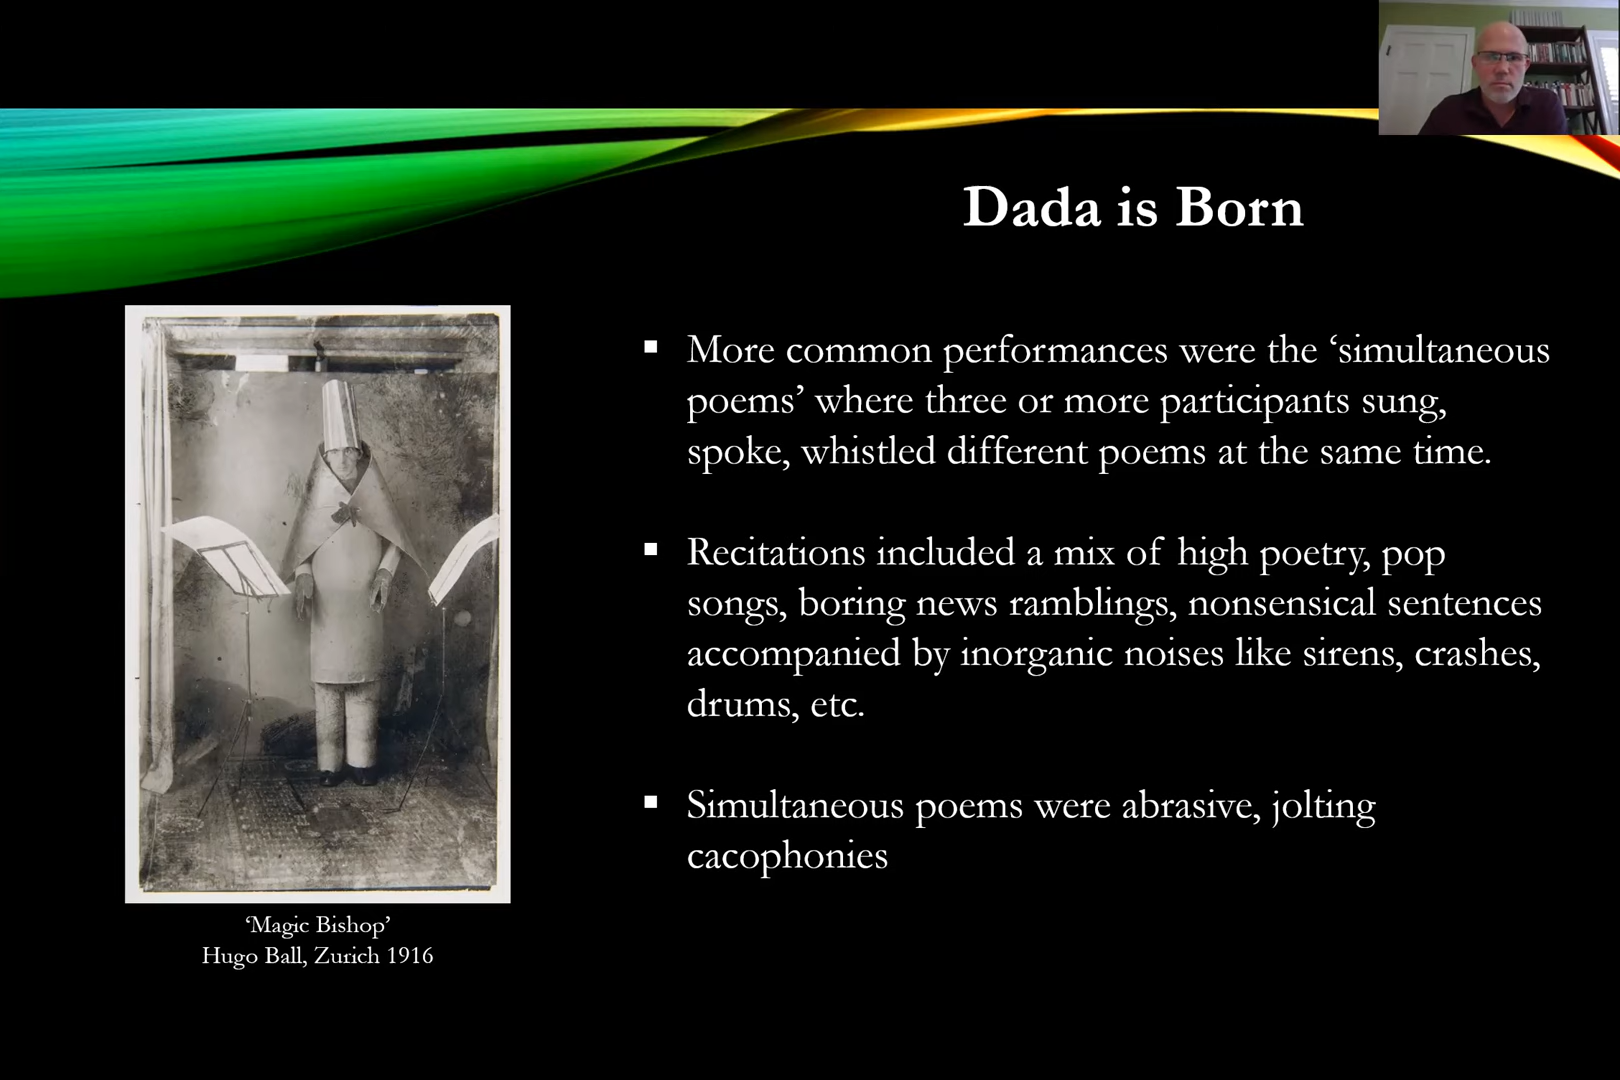 Dada is Born
▪ More common performances were the ‘simultaneous
poems’ where three or more participants sung,
spoke, whistled different poems at the same time.
▪ Recitations included a mix of high poetry, pop
songs, boring news ramblings, nonsensical sentences
accompanied by inorganic noises like sirens, crashes,
drums, etc.
▪ Simultaneous poems were abrasive, jolting
cacophonies
‘Magic Bishop’
Hugo Ball, Zurich 1916